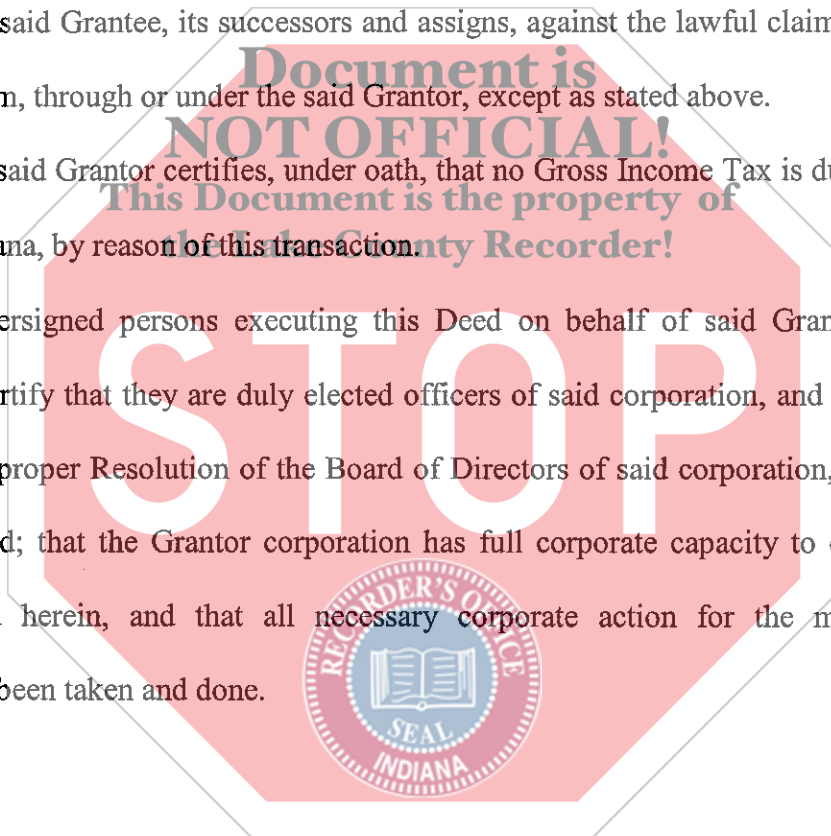 said Grantee, its successors and assigns, against the lawful claim
Document is
n, through or under the said Grantor, except as stated above.
NOT OFFICIAL!
said Grantor certifies, under oath, that no Gross Income Tax is du
This Document is the property of
ana, by reason of this transaction.
the Lake County Recorder!
ersigned persons executing this Deed on behalf of said Gran
STOP
rtify that they are duly elected officers of said corporation, and
proper Resolution of the Board of Directors of said corporation,
d; that the Grantor corporation has full corporate capacity to
herein, and that all necessary corporate action for the m
been taken and done.
RECORDER'S OFFICE
SEAL
INDIANA